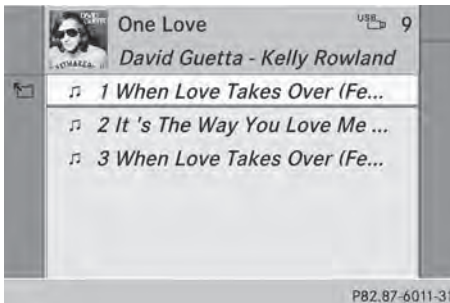 One Love
USB 9
David Guetta - Kelly Rowland
1 When Love Takes Over (Fe...
2 It 's The Way You Love Me ...
3 When Love Takes Over (Fe...
P82.87-6011-31